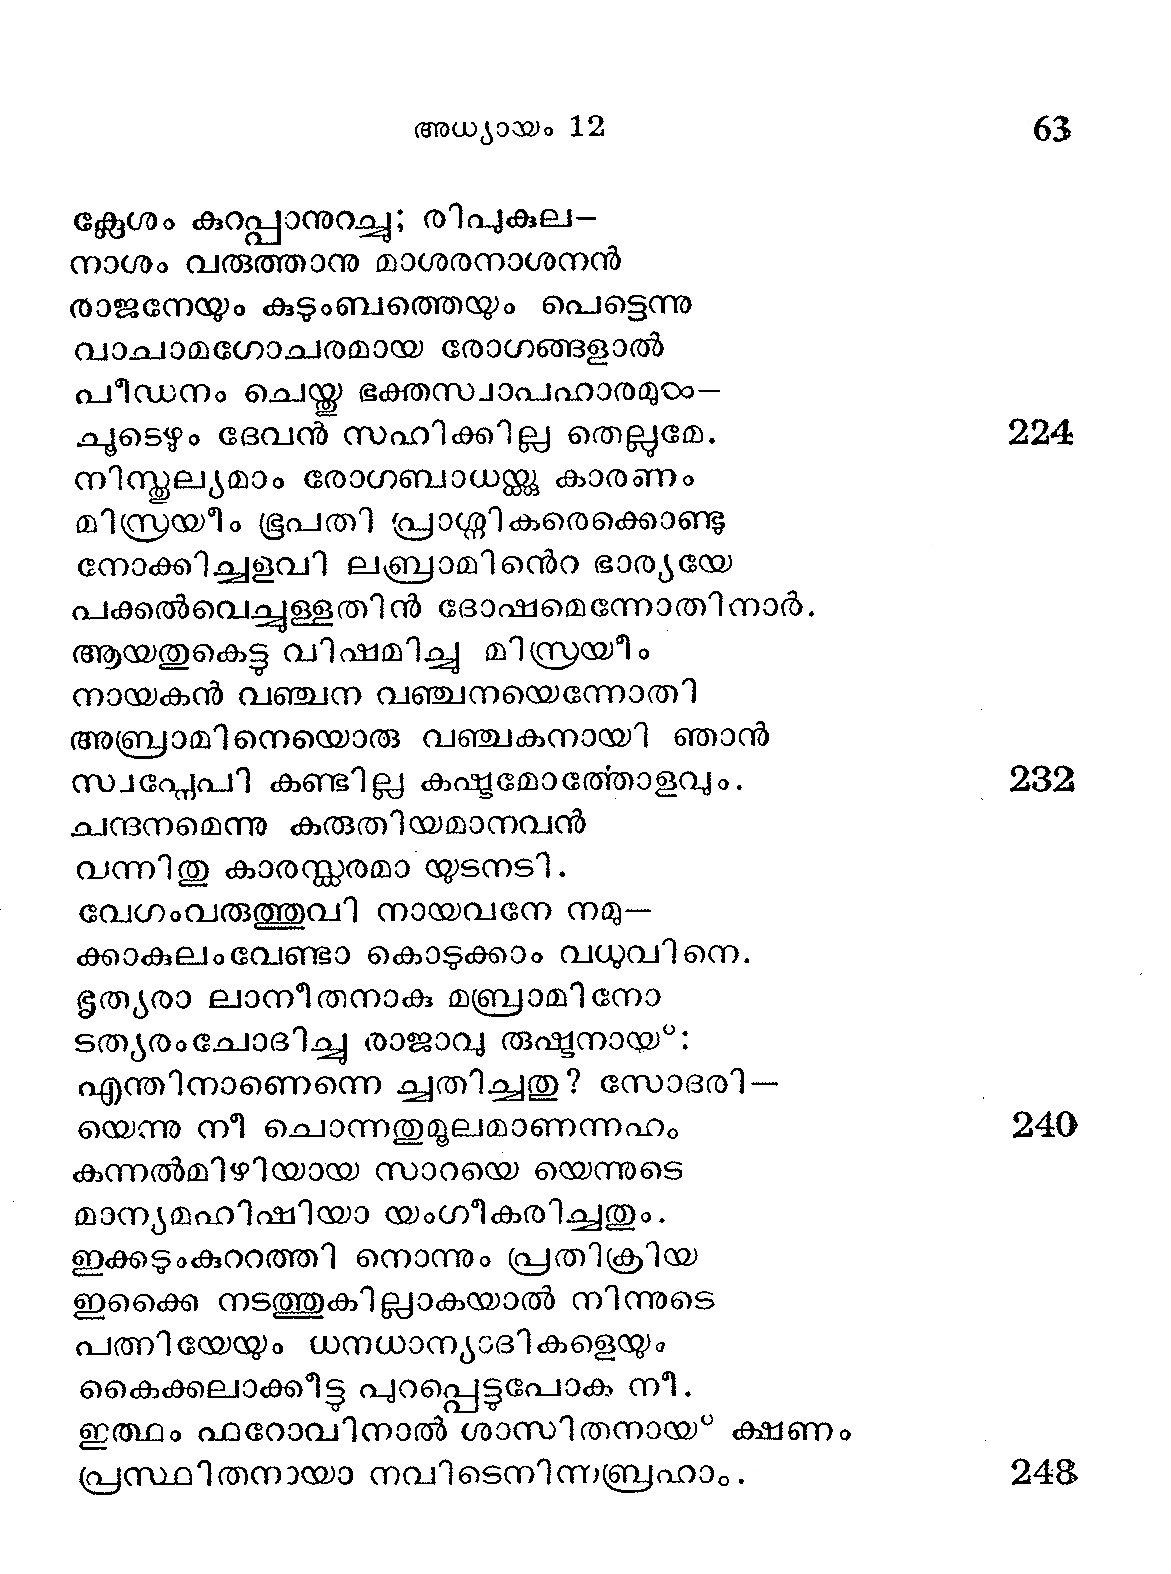 അധ്യായം 12 63
ക്ലേശം കുറപ്പാനുറച്ചു; രിപുകുല—
നാശം വരുത്താനു മാശരനാശനൻ
രാജനേയും കുടുംബത്തെയും പെട്ടെന്നു
വാചാമഗോചരമായ രോഗങ്ങളാൽ
പീഡനം ചെയ്തു ഭക്തസ്വാപഹാരമു—
ച്ചൂടെഴും ദേവൻ സഹിക്കില്ല തെല്ലുമേ. 224
നിസ്തുല്യമാം രോഗബാധയ്ക്കു കാരണം
മിസ്രയീം ഭൂപതി പ്രാശ്നികരെക്കൊണ്ടു
നോക്കിച്ചളവി ലബ്രാമിൻെറ ഭാര്യയേ
പക്കൽവെച്ചുള്ളതിൻ ദോഷമെന്നോതിനാർ.
ആയതുകെട്ടു വിഷമിച്ചു മിസ്രയീം
നായകൻ വഞ്ചന വഞ്ചനയെന്നോതി
അബ്രാമിനെയൊരു വഞ്ചകനായി ഞാൻ
സ്വപ്നേപി കണ്ടില്ല കഷ്ടമോർത്തോളവും. 232
ചന്ദനമെന്നു കരുതിയമാനവൻ
വന്നിതു കാരസ്കരമാ യുടനടി.
വേഗംവരുത്തുവി നായവനേ നമു—
ക്കാകുലംവേണ്ടാ കൊടുക്കാം വധുവിനെ.
ഭൃത്യരാ ലാനീതനാകു മബ്രാമിനോ
ടത്യരംചോദിച്ചു രാജാവു രുഷ്ടനായ്:
എന്തിനാണെന്നെ ച്ചതിച്ചതു? സോദരി—
യെന്നു നീ ചൊന്നതുമൂലമാണന്നഹം 240
കന്നൽമിഴിയായ സാറയെ യെന്നുടെ
മാന്യമഹിഷിയാ യംഗീകരിച്ചതും.
ഇക്കടുംകുററത്തി നൊന്നും പ്രതിക്രിയ
ഇക്കൈ നടത്തുകില്ലാകയാൽ നിന്നുടെ
പത്നിയേയും ധനധാന്യാദികളെയും
കൈക്കലാക്കീട്ടു പുറപ്പെട്ടുപോക നീ.
ഇത്ഥം ഫറോവിനാൽ ശാസിതനായ് ക്ഷണം
പ്രസ്ഥിതനായാ നവിടെനിന്നബ്രഹാം. 248